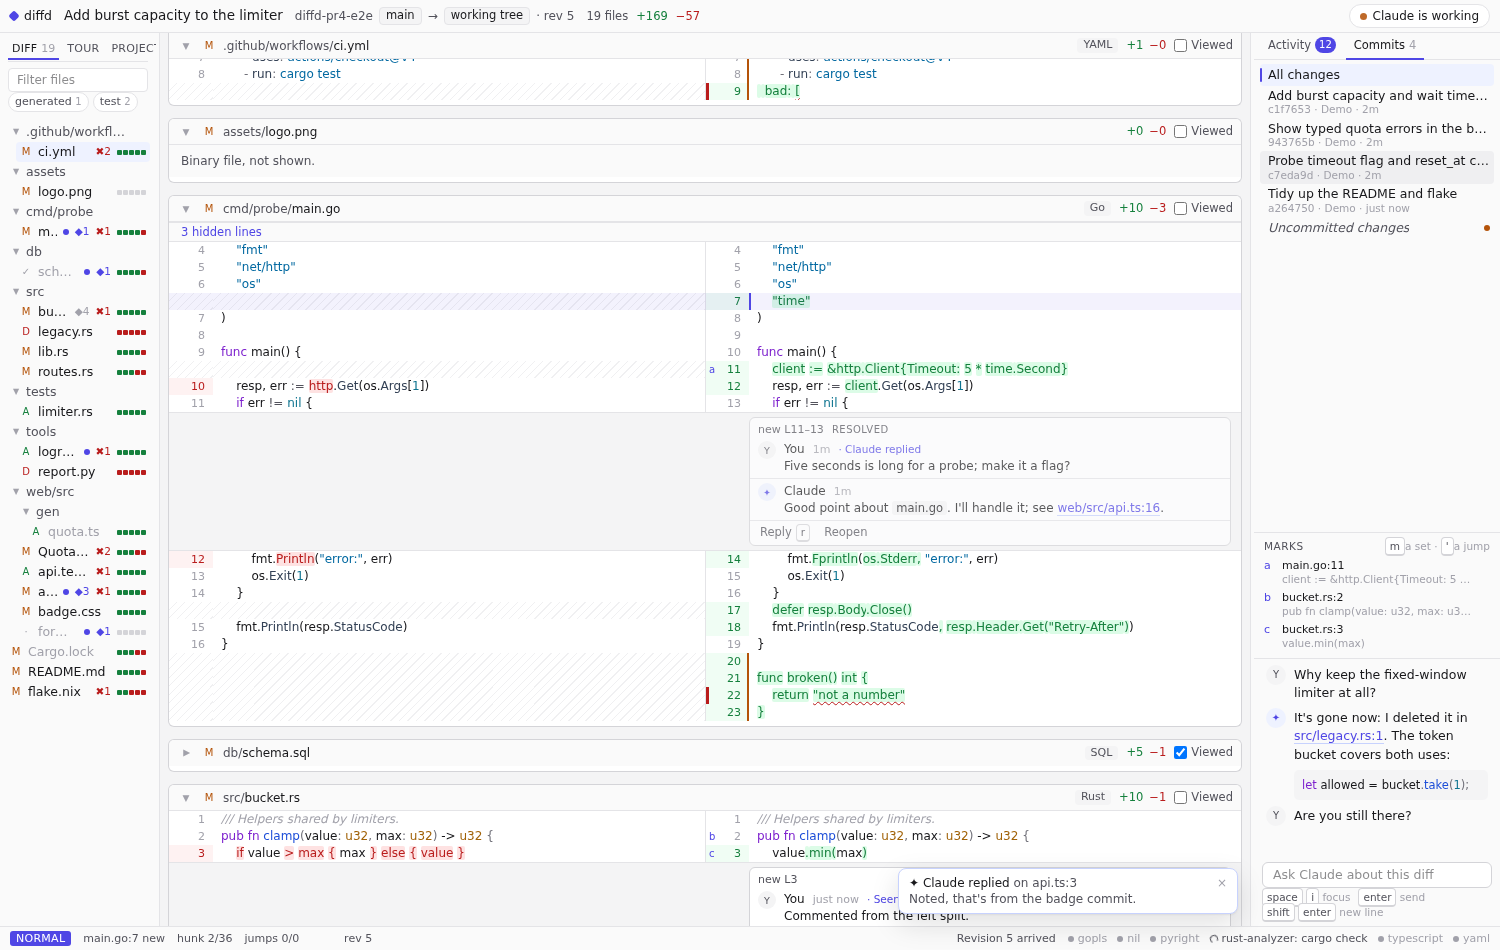 diffd Add burst capacity to the limiter diffd-pr4-e2e main → working tree · rev 5 19 files +169 −57 Claude is working
DIFF 19 TOUR PROJECT
Filter files
generated 1 test 2
.github/workfl…
M ci.yml ✖2
assets
M logo.png
cmd/probe
M m… ◆1 ✖1
db
✓ sch… ◆1
src
M bu… ◆4 ✖1
D legacy.rs
M lib.rs
M routes.rs
tests
A limiter.rs
tools
A logr… ✖1
D report.py
web/src
gen
A quota.ts
M Quota… ✖2
A api.te… ✖1
M a… ◆3 ✖1
M badge.css
· for… ◆1
M Cargo.lock
M README.md
M flake.nix ✖1
M .github/workflows/ci.yml YAML +1 −0 Viewed
8 - run: cargo test 8 - run: cargo test
9 bad: [
M assets/logo.png +0 −0 Viewed
Binary file, not shown.
M cmd/probe/main.go Go +10 −3 Viewed
3 hidden lines
4 "fmt" 4 "fmt"
5 "net/http" 5 "net/http"
6 "os" 6 "os"
7 "time"
7 ) 8 )
8 9
9 func main() { 10 func main() {
a 11 client := &http.Client{Timeout: 5 * time.Second}
10 resp, err := http.Get(os.Args[1]) 12 resp, err := client.Get(os.Args[1])
11 if err != nil { 13 if err != nil {
new L11–13 RESOLVED
Y You 1m · Claude replied
Five seconds is long for a probe; make it a flag?
✦ Claude 1m
Good point about main.go. I'll handle it; see web/src/api.ts:16.
Reply r Reopen
12 fmt.Println("error:", err) 14 fmt.Fprintln(os.Stderr, "error:", err)
13 os.Exit(1) 15 os.Exit(1)
14 } 16 }
17 defer resp.Body.Close()
15 fmt.Println(resp.StatusCode) 18 fmt.Println(resp.StatusCode, resp.Header.Get("Retry-After"))
16 } 19 }
20
21 func broken() int {
22 return "not a number"
23 }
M db/schema.sql SQL +5 −1 Viewed
M src/bucket.rs Rust +10 −1 Viewed
1 /// Helpers shared by limiters. 1 /// Helpers shared by limiters.
2 pub fn clamp(value: u32, max: u32) -> u32 { b 2 pub fn clamp(value: u32, max: u32) -> u32 {
3 if value > max { max } else { value } c 3 value.min(max)
new L3
Y You just now · Seen
Commented from the left split.
✦ Claude replied on api.ts:3 ×
Noted, that's from the badge commit.
Activity 12 Commits 4
All changes
Add burst capacity and wait time…
c1f7653 · Demo · 2m
Show typed quota errors in the b…
943765b · Demo · 2m
Probe timeout flag and reset_at c…
c7eda9d · Demo · 2m
Tidy up the README and flake
a264750 · Demo · just now
Uncommitted changes
MARKS m a set · ' a jump
a main.go:11
client := &http.Client{Timeout: 5 …
b bucket.rs:2
pub fn clamp(value: u32, max: u3…
c bucket.rs:3
value.min(max)
Y Why keep the fixed-window
limiter at all?
✦ It's gone now: I deleted it in
src/legacy.rs:1. The token
bucket covers both uses:
let allowed = bucket.take(1);
Y Are you still there?
Ask Claude about this diff
space i focus enter send
shift enter new line
NORMAL main.go:7 new hunk 2/36 jumps 0/0 rev 5 Revision 5 arrived gopls nil pyright rust-analyzer: cargo check typescript yaml